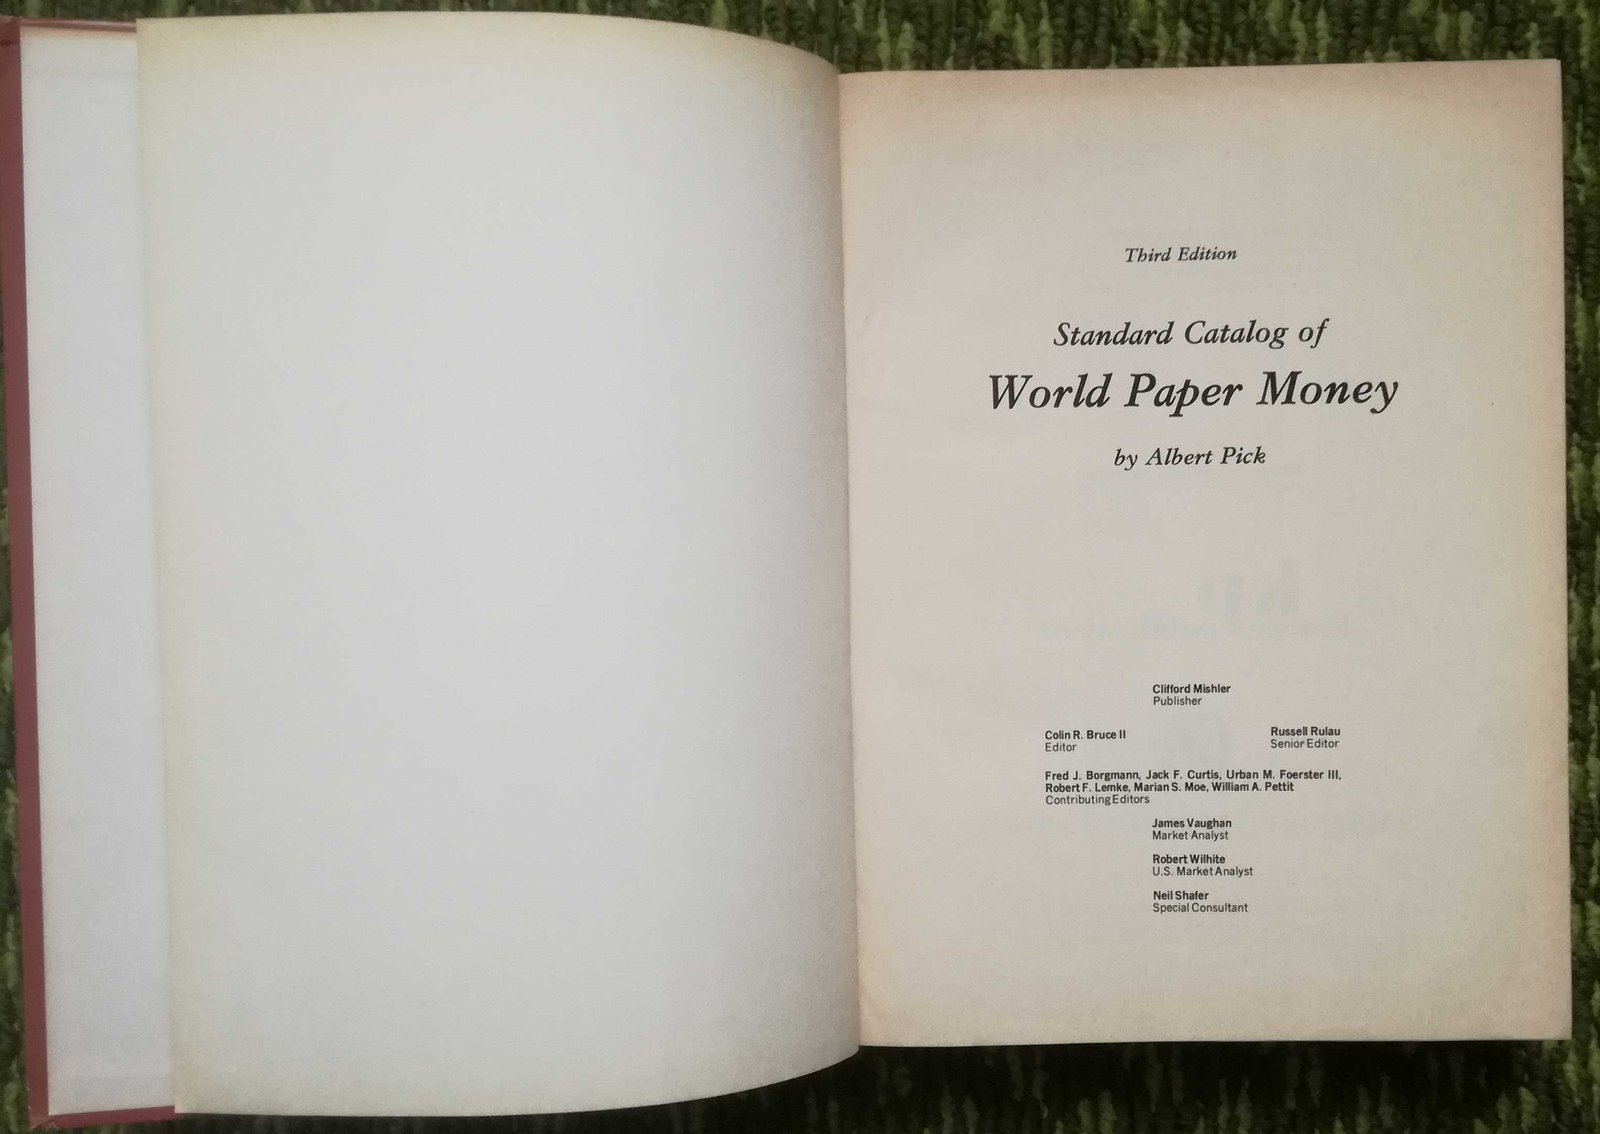 Third Edition
Standard Catalog of
World Paper Money
by Albert Pick
Clifford Mishler
Publisher
Colin R. Bruce II
Editor
Russell Rulau
Senior Editor
Fred J. Borgmann, Jack F. Curtis, Urban M. Foerster III,
Robert F. Lemke, Marian S. Moe, William A. Pettit
Contributing Editors
James Vaughan
Market Analyst
Robert Wilhite
U.S. Market Analyst
Neil Shafer
Special Consultant